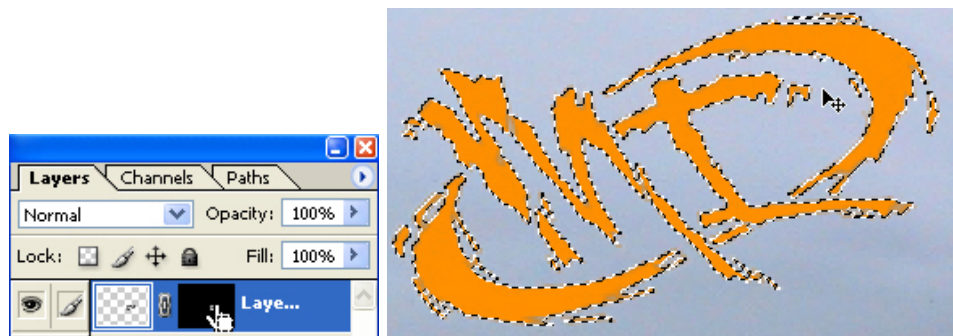 Layers Channels Paths
Normal Opacity: 100%
Lock: Fill: 100%
Laye...